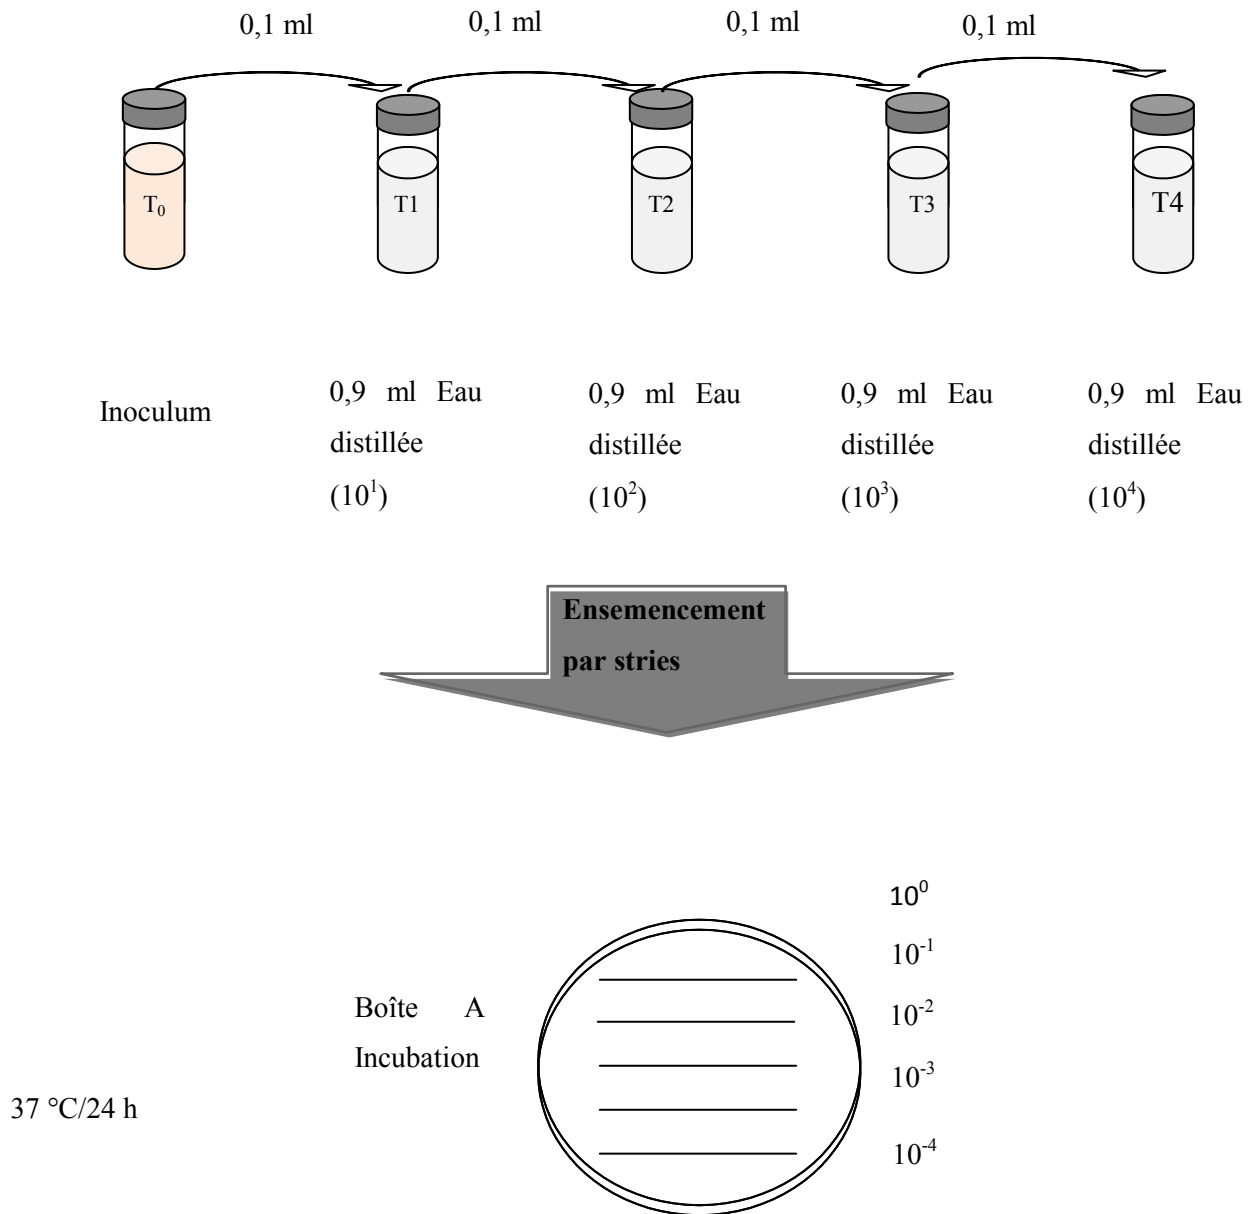 0,1 ml 0,1 ml 0,1 ml 0,1 ml
T₀ T1 T2 T3 T4
Inoculum
0,9 ml Eau
distillée
(10¹)
0,9 ml Eau
distillée
(10²)
0,9 ml Eau
distillée
(10³)
0,9 ml Eau
distillée
(10⁴)
Ensemencement
par stries
10⁰
10⁻¹
10⁻²
10⁻³
10⁻⁴
Boîte A
Incubation
37 °C/24 h